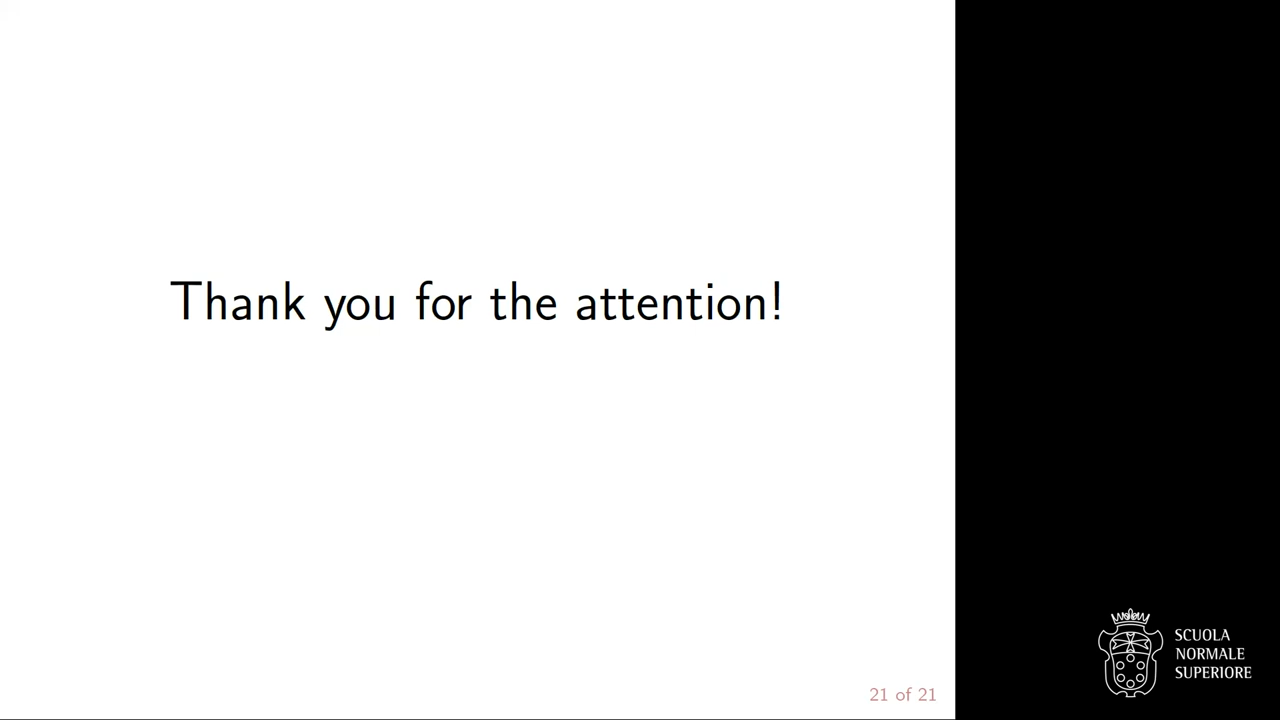 Thank you for the attention!
21 of 21
SCUOLA
NORMALE
SUPERIORE